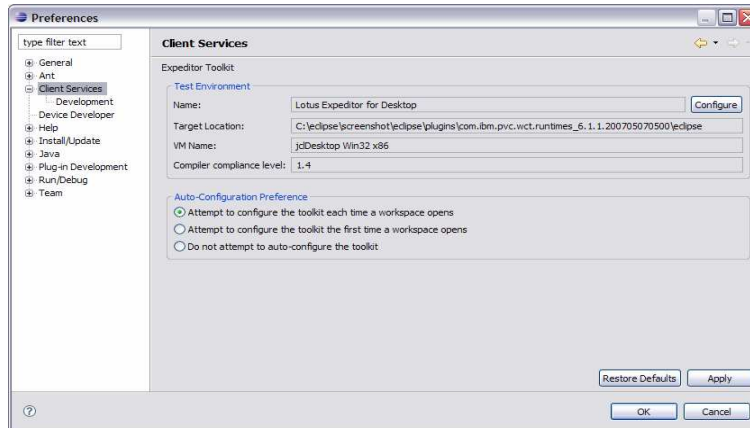 Preferences
type filter text
General
Ant
Client Services
Development
Device Developer
Help
Install/Update
Java
Plug-in Development
Run/Debug
Team
Client Services
Expeditor Toolkit
Test Environment
Name: Lotus Expeditor for Desktop Configure
Target Location: C:\eclipse\screenshot\eclipse\plugins\com.ibm.pvc.wct.runtimes_6.1.1.200705070500\eclipse
VM Name: jclDesktop Win32 x86
Compiler compliance level: 1.4
Auto-Configuration Preference
Attempt to configure the toolkit each time a workspace opens
Attempt to configure the toolkit the first time a workspace opens
Do not attempt to auto-configure the toolkit
Restore Defaults Apply
OK Cancel